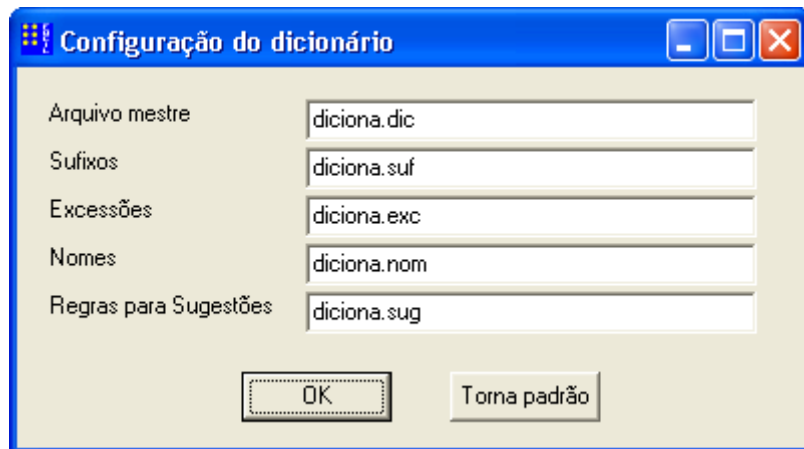 Configuração do dicionário
Arquivo mestre diciona.dic
Sufixos diciona.suf
Excessões diciona.exc
Nomes diciona.nom
Regras para Sugestões diciona.sug
OK Torna padrão